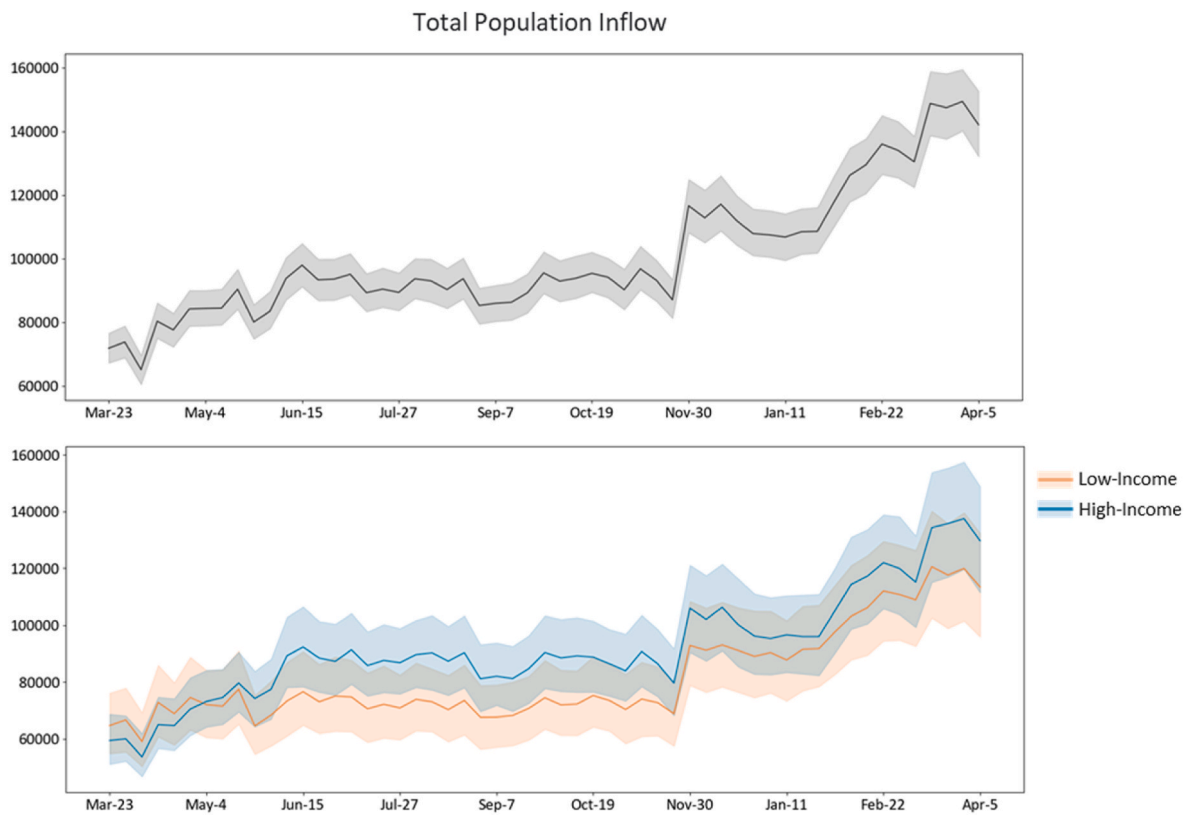 Total Population Inflow
160000
140000
120000
100000
80000
60000
Mar-23 May-4 Jun-15 Jul-27 Sep-7 Oct-19 Nov-30 Jan-11 Feb-22 Apr-5
160000
140000
120000
100000
80000
60000
Mar-23 May-4 Jun-15 Jul-27 Sep-7 Oct-19 Nov-30 Jan-11 Feb-22 Apr-5
Low-Income
High-Income